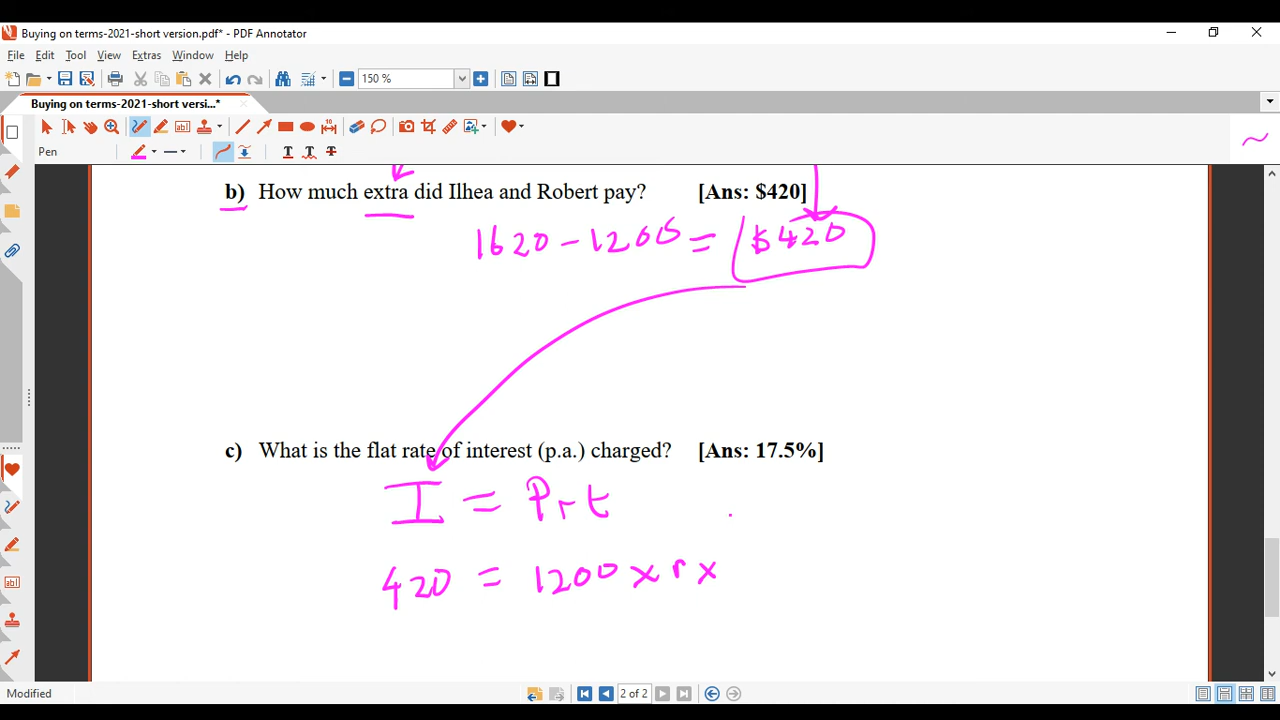 Buying on terms-2021-short version.pdf* - PDF Annotator
File Edit Tool View Extras Window Help
150 %
Buying on terms-2021-short versi...*
Pen
b) How much extra did Ilhea and Robert pay? [Ans: $420]
1620 - 1200 = $420
c) What is the flat rate of interest (p.a.) charged? [Ans: 17.5%]
I = Prt
420 = 1200 x r x
Modified
2 of 2